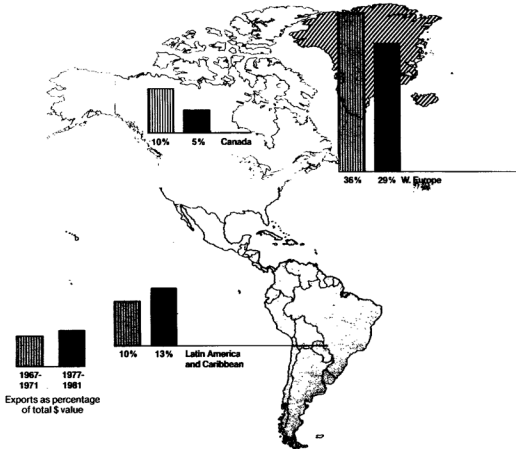 10% 5% Canada
36% 29% W. Europe
10% 13% Latin America
and Caribbean
1967- 1977-
1971 1981
Exports as percentage
of total $ value